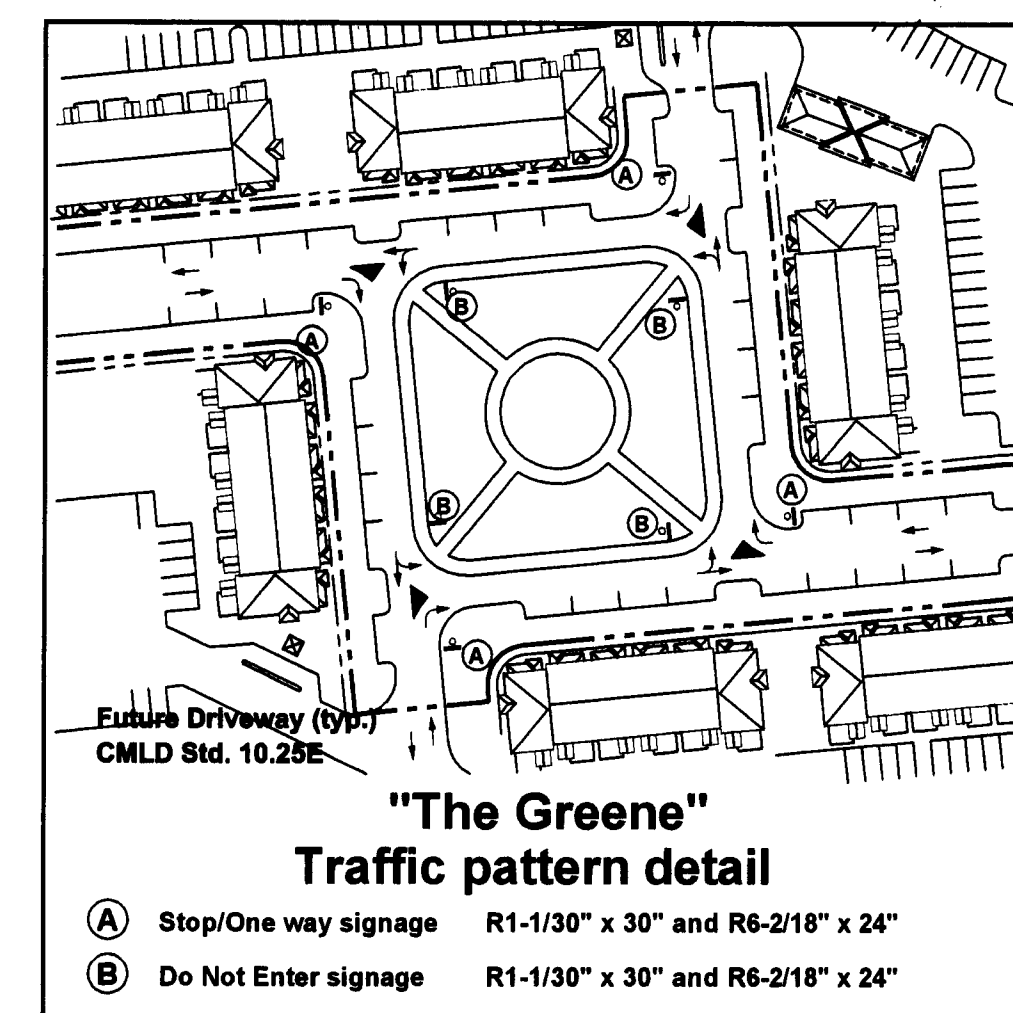 A
B
B
A
A
B
B
A
Future Driveway (typ.)
CMLD Std. 10.25E
"The Greene"
Traffic pattern detail
A Stop/One way signage R1-1/30" x 30" and R6-2/18" x 24"
B Do Not Enter signage R1-1/30" x 30" and R6-2/18" x 24"